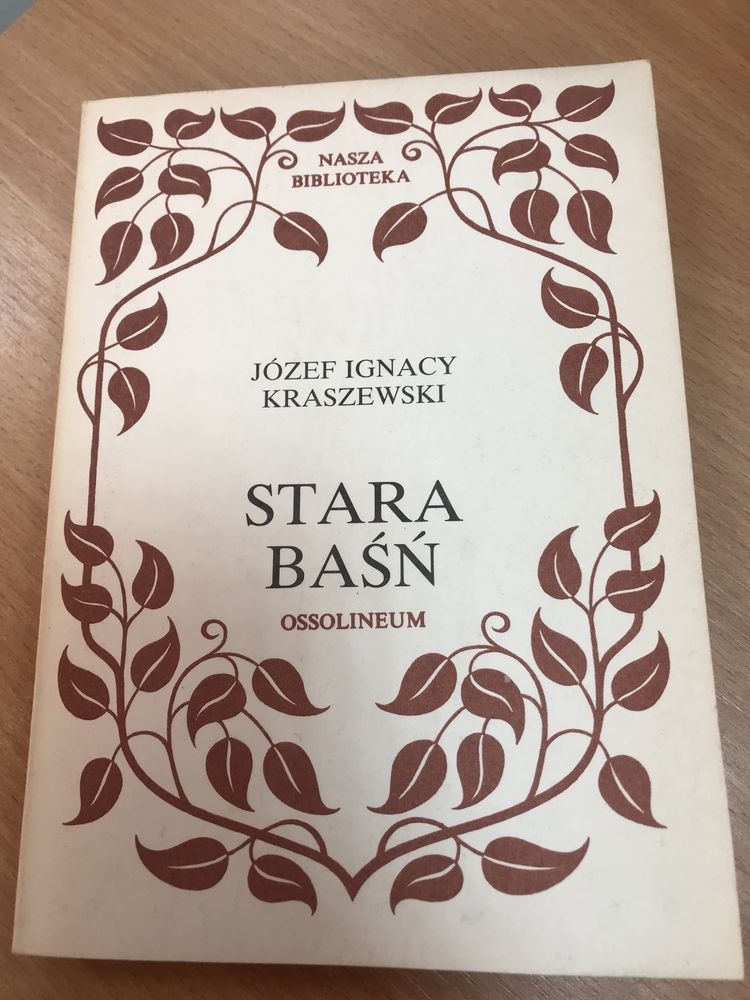 NASZA
BIBLIOTEKA
JÓZEF IGNACY
KRASZEWSKI
STARA
BAŚŃ
OSSOLINEUM